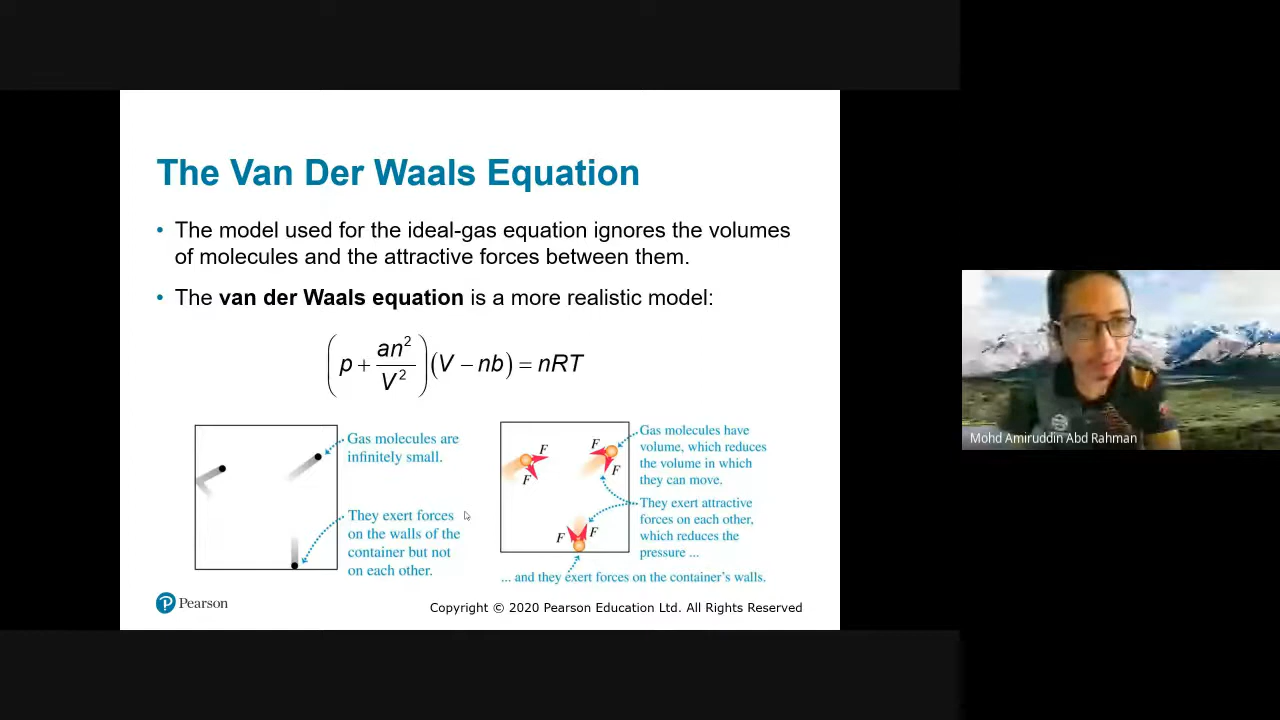 The Van Der Waals Equation
• The model used for the ideal-gas equation ignores the volumes
of molecules and the attractive forces between them.
• The van der Waals equation is a more realistic model:
(p + an²/V²)(V − nb) = nRT
Gas molecules are
infinitely small.
They exert forces
on the walls of the
container but not
on each other.
F
F
F
F
F
F
Gas molecules have
volume, which reduces
the volume in which
they can move.
They exert attractive
forces on each other,
which reduces the
pressure ...
... and they exert forces on the container's walls.
P Pearson
Copyright © 2020 Pearson Education Ltd. All Rights Reserved
Mohd Amiruddin Abd Rahman